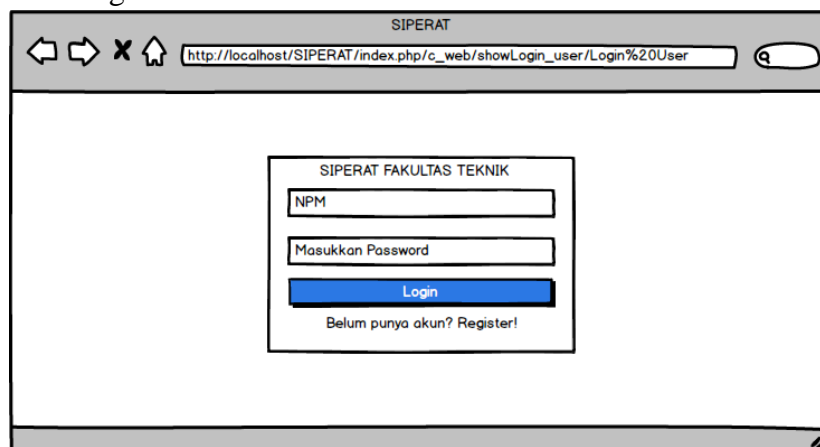 SIPERAT
http://localhost/SIPERAT/index.php/c_web/showLogin_user/Login%20User
SIPERAT FAKULTAS TEKNIK
NPM
Masukkan Password
Login
Belum punya akun? Register!